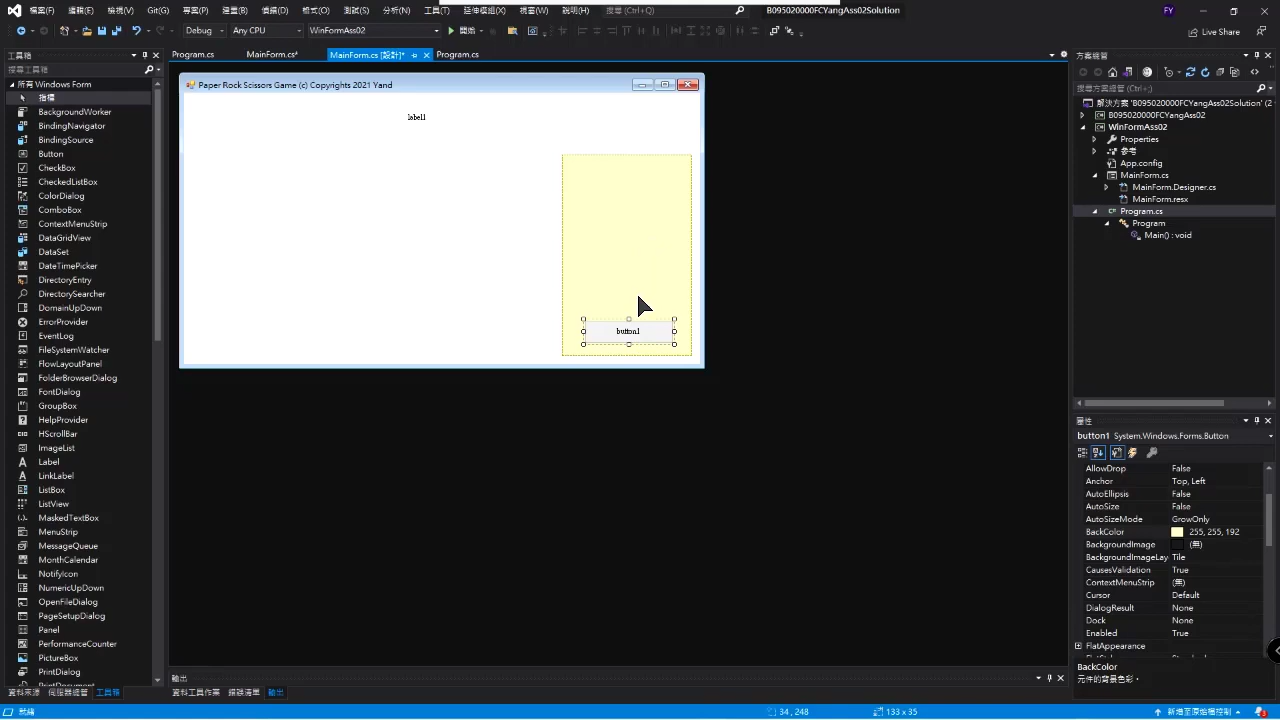 檔案(F) 編輯(E) 檢視(V) Git(G) 專案(P) 建置(B) 偵錯(D) 格式(O) 測試(S) 分析(N) 工具(T) 延伸模組(X) 視窗(W) 說明(H) 搜尋 (Ctrl+Q) B095020000FCYangAss02Solution FY
Debug Any CPU WinFormAss02 開始 Live Share
工具箱
搜尋工具箱
所有 Windows Form
指標
BackgroundWorker
BindingNavigator
BindingSource
Button
CheckBox
CheckedListBox
ColorDialog
ComboBox
ContextMenuStrip
DataGridView
DataSet
DateTimePicker
DirectoryEntry
DirectorySearcher
DomainUpDown
ErrorProvider
EventLog
FileSystemWatcher
FlowLayoutPanel
FolderBrowserDialog
FontDialog
GroupBox
HelpProvider
HScrollBar
ImageList
Label
LinkLabel
ListBox
ListView
MaskedTextBox
MenuStrip
MessageQueue
MonthCalendar
NotifyIcon
NumericUpDown
OpenFileDialog
PageSetupDialog
Panel
PerformanceCounter
PictureBox
PrintDialog
資料來源 伺服器總管 工具箱
Program.cs MainForm.cs* MainForm.cs [設計]* Program.cs
Paper Rock Scissors Game (c) Copyrights 2021 Yand
label1
button1
輸出
資料工具作業 錯誤清單 輸出
方案總管
搜尋方案總管 (Ctrl+;)
解決方案 'B095020000FCYangAss02Solution' (2
B095020000FCYangAss02
WinFormAss02
Properties
參考
App.config
MainForm.cs
MainForm.Designer.cs
MainForm.resx
Program.cs
Program
Main() : void
屬性
button1 System.Windows.Forms.Button
AllowDrop False
Anchor Top, Left
AutoEllipsis False
AutoSize False
AutoSizeMode GrowOnly
BackColor 255, 255, 192
BackgroundImage (無)
BackgroundImageLay Tile
CausesValidation True
ContextMenuStrip (無)
Cursor Default
DialogResult None
Dock None
Enabled True
FlatAppearance
BackColor
元件的背景色彩。
就緒 34 , 248 133 x 35 新增至原始檔控制